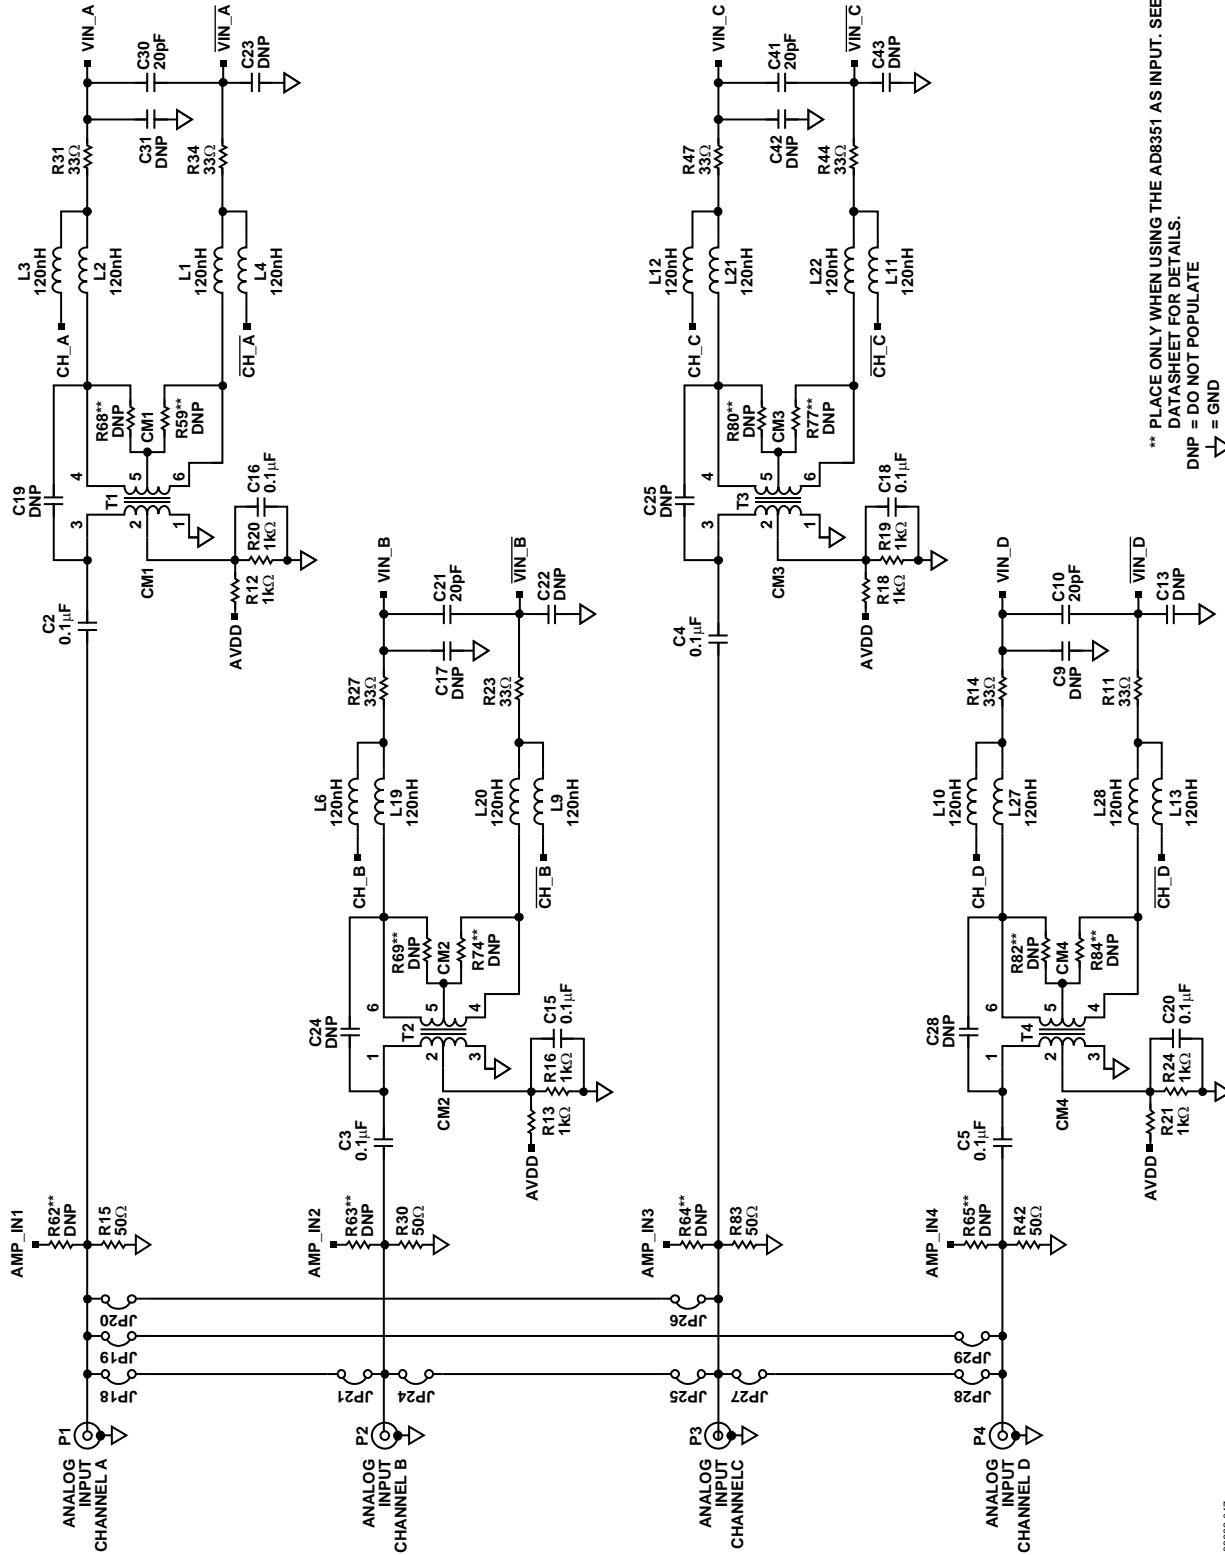 ANALOG
INPUT
CHANNEL A
P1
JP18
JP19
JP20
AMP_IN1
R62**
DNP
R15
50Ω
C2
0.1µF
C19
DNP
3
4
T1
2
5
1
6
CM1
CM1
AVDD
R12
1kΩ
R20
1kΩ
C16
0.1µF
R68**
DNP
R59**
DNP
CH_A
CH_A
L3
120nH
L2
120nH
L1
120nH
L4
120nH
R31
33Ω
R34
33Ω
C31
DNP
C30
20pF
C23
DNP
VIN_A
VIN_A
ANALOG
INPUT
CHANNEL B
P2
JP21
JP24
AMP_IN2
R63**
DNP
R30
50Ω
C3
0.1µF
C24
DNP
1
6
T2
2
5
3
4
CM2
CM2
AVDD
R13
1kΩ
R16
1kΩ
C15
0.1µF
R69**
DNP
R74**
DNP
CH_B
CH_B
L6
120nH
L19
120nH
L20
120nH
L9
120nH
R27
33Ω
R23
33Ω
C17
DNP
C21
20pF
C22
DNP
VIN_B
VIN_B
ANALOG
INPUT
CHANNELC
P3
JP25
JP27
JP26
AMP_IN3
R64**
DNP
R83
50Ω
C4
0.1µF
C25
DNP
3
4
T3
2
5
1
6
CM3
CM3
AVDD
R18
1kΩ
R19
1kΩ
C18
0.1µF
R80**
DNP
R77**
DNP
CH_C
CH_C
L12
120nH
L21
120nH
L22
120nH
L11
120nH
R47
33Ω
R44
33Ω
C42
DNP
C41
20pF
C43
DNP
VIN_C
VIN_C
ANALOG
INPUT
CHANNEL D
P4
JP28
JP29
AMP_IN4
R65**
DNP
R42
50Ω
C5
0.1µF
C28
DNP
1
6
T4
2
5
3
4
CM4
CM4
AVDD
R21
1kΩ
R24
1kΩ
C20
0.1µF
R82**
DNP
R84**
DNP
CH_D
CH_D
L10
120nH
L27
120nH
L28
120nH
L13
120nH
R14
33Ω
R11
33Ω
C9
DNP
C10
20pF
C13
DNP
VIN_D
VIN_D
** PLACE ONLY WHEN USING THE AD8351 AS INPUT. SEE
DATASHEET FOR DETAILS.
DNP = DO NOT POPULATE
= GND